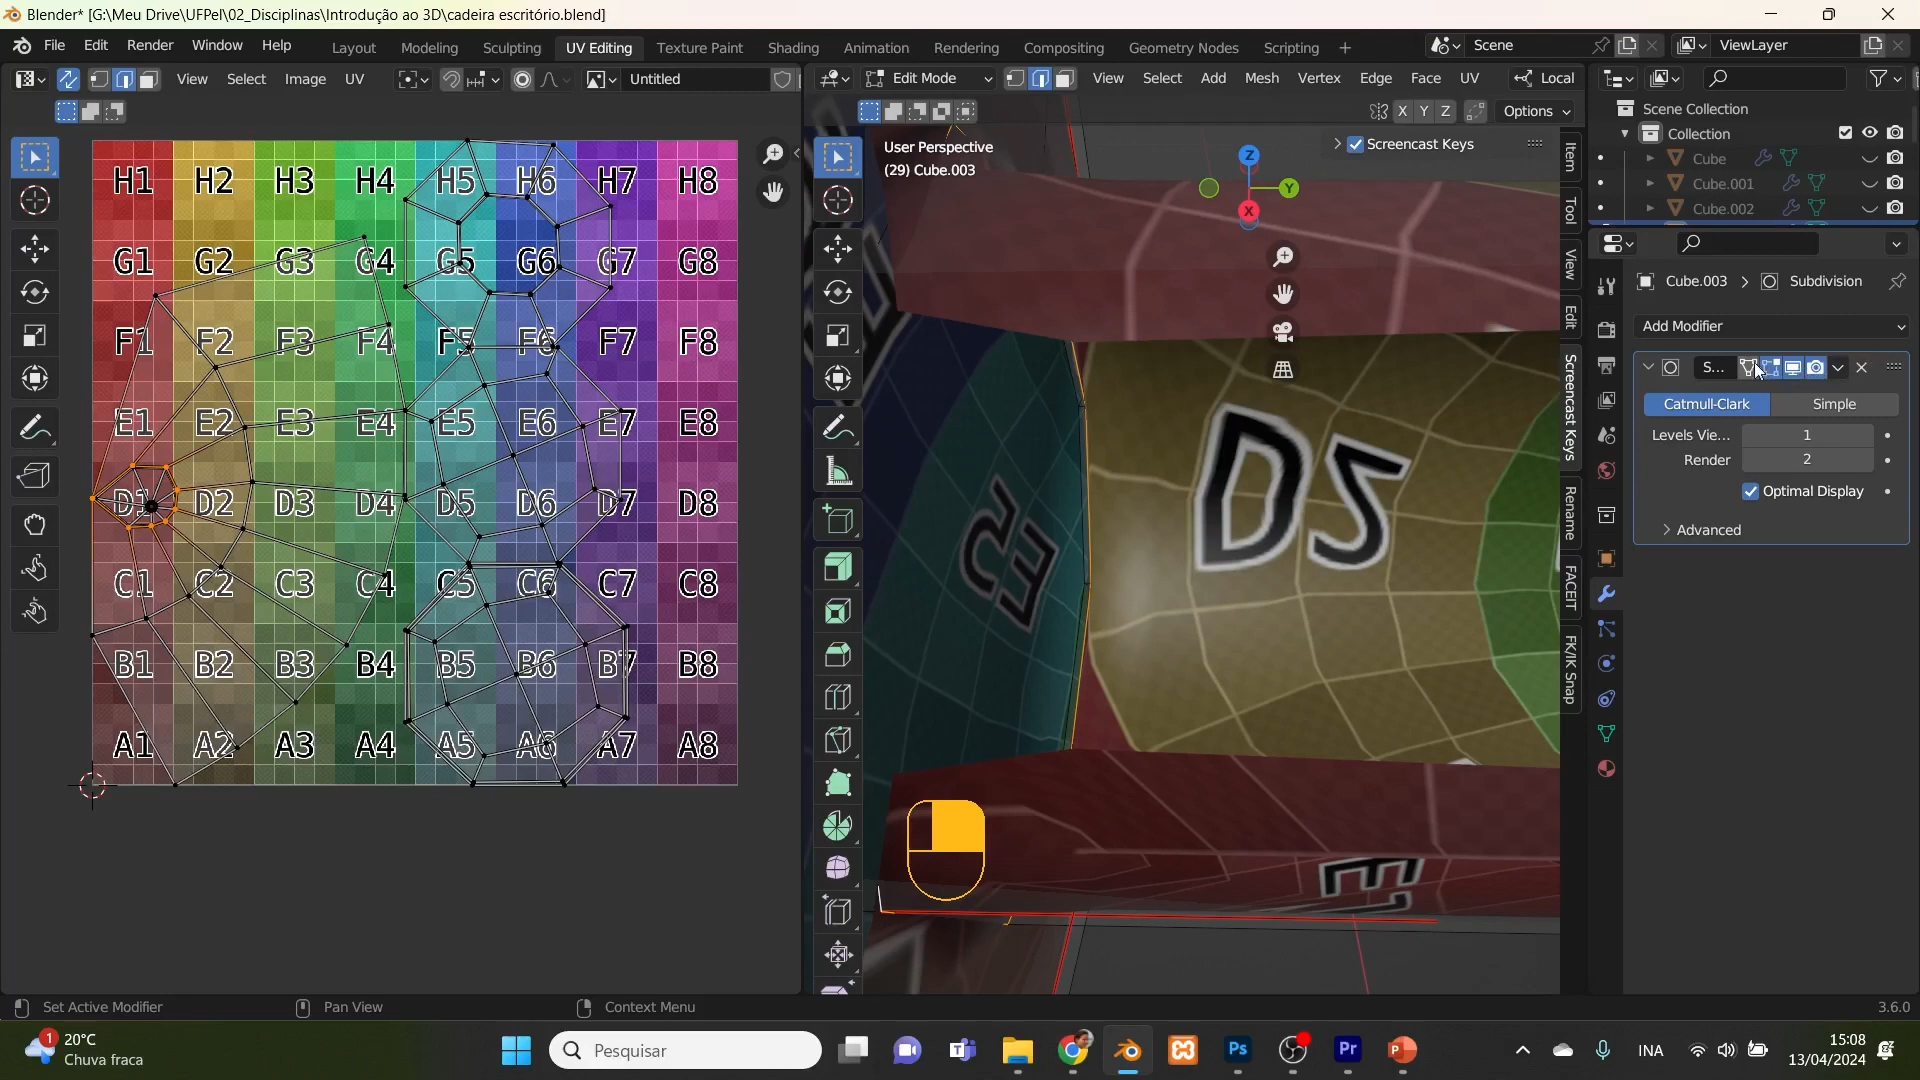 Blender* [G:\Meu Drive\UFPel\02_Disciplinas\Introdução ao 3D\cadeira escritório.blend]
File Edit Render Window Help Layout Modeling Sculpting UV Editing Texture Paint Shading Animation Rendering Compositing Geometry Nodes Scripting + Scene ViewLayer
View Select Image UV Untitled Edit Mode View Select Add Mesh Vertex Edge Face UV Local
X Y Z Options
User Perspective
(29) Cube.003
Screencast Keys
Z
Y
X
Item
Tool
View
Edit
Screencast Keys
Rename
FACEIT
FK/IK Snap
H1 H2 H3 H4 H5 H6 H7 H8
G1 G2 G3 G4 G5 G6 G7 G8
F1 F2 F3 F4 F5 F6 F7 F8
E1 E2 E3 E4 E5 E6 E7 E8
D1 D2 D3 D4 D5 D6 D7 D8
C1 C2 C3 C4 C5 C6 C7 C8
B1 B2 B3 B4 B5 B6 B7 B8
A1 A2 A3 A4 A5 A6 A7 A8
Scene Collection
Collection
Cube
Cube.001
Cube.002
Cube.003 Subdivision
Add Modifier
S...
Catmull-Clark Simple
Levels Vie... 1
Render 2
Optimal Display
Advanced
Set Active Modifier Pan View Context Menu 3.6.0
1
20°C
Chuva fraca
Pesquisar
Ps
Pr
INA
15:08
13/04/2024